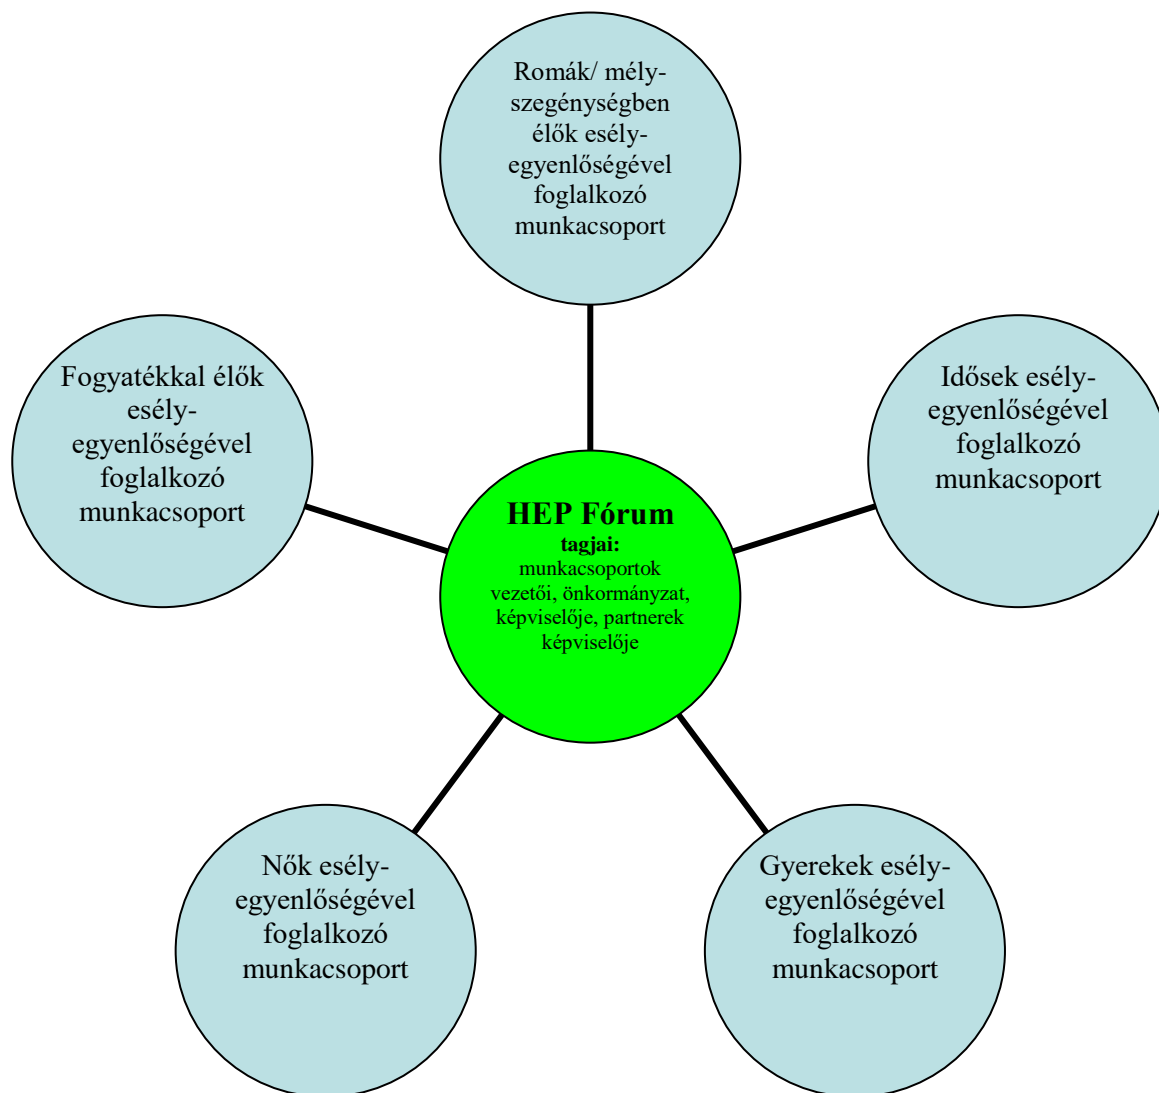 Romák/ mély-
szegénységben
élők esély-
egyenlőségével
foglalkozó
munkacsoport
Fogyatékkal élők
esély-
egyenlőségével
foglalkozó
munkacsoport
Idősek esély-
egyenlőségével
foglalkozó
munkacsoport
HEP Fórum
tagjai:
munkacsoportok
vezetői, önkormányzat,
képviselője, partnerek
képviselője
Nők esély-
egyenlőségével
foglalkozó
munkacsoport
Gyerekek esély-
egyenlőségével
foglalkozó
munkacsoport